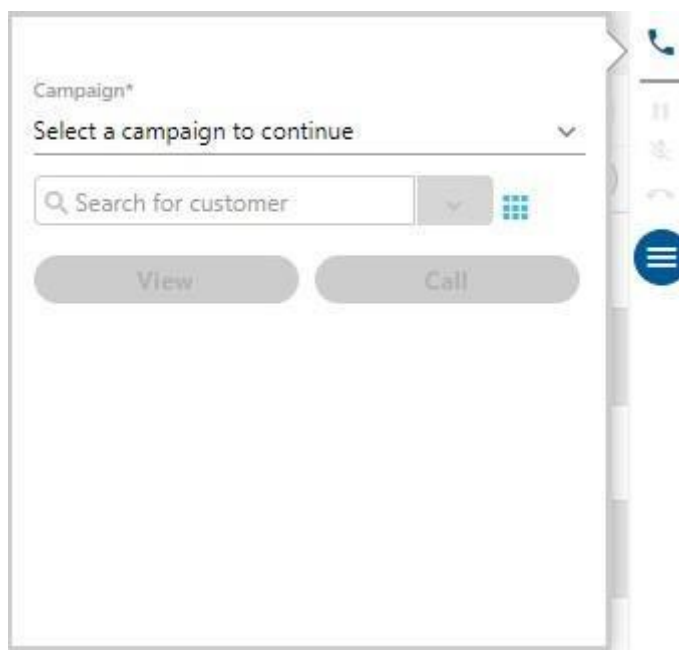 Campaign*
Select a campaign to continue
Search for customer
View
Call